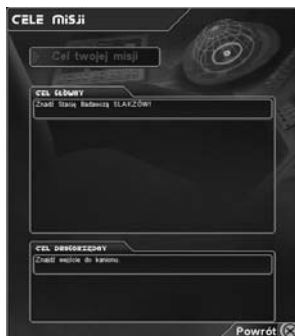 CELE MISJI
Cel twojej misji
CEL GŁÓWNY
Znajdź Stację Badawczą SLAKZÓW!
CEL DRUGORZĘDNY
Znajdź wejście do kanionu.
Powrót